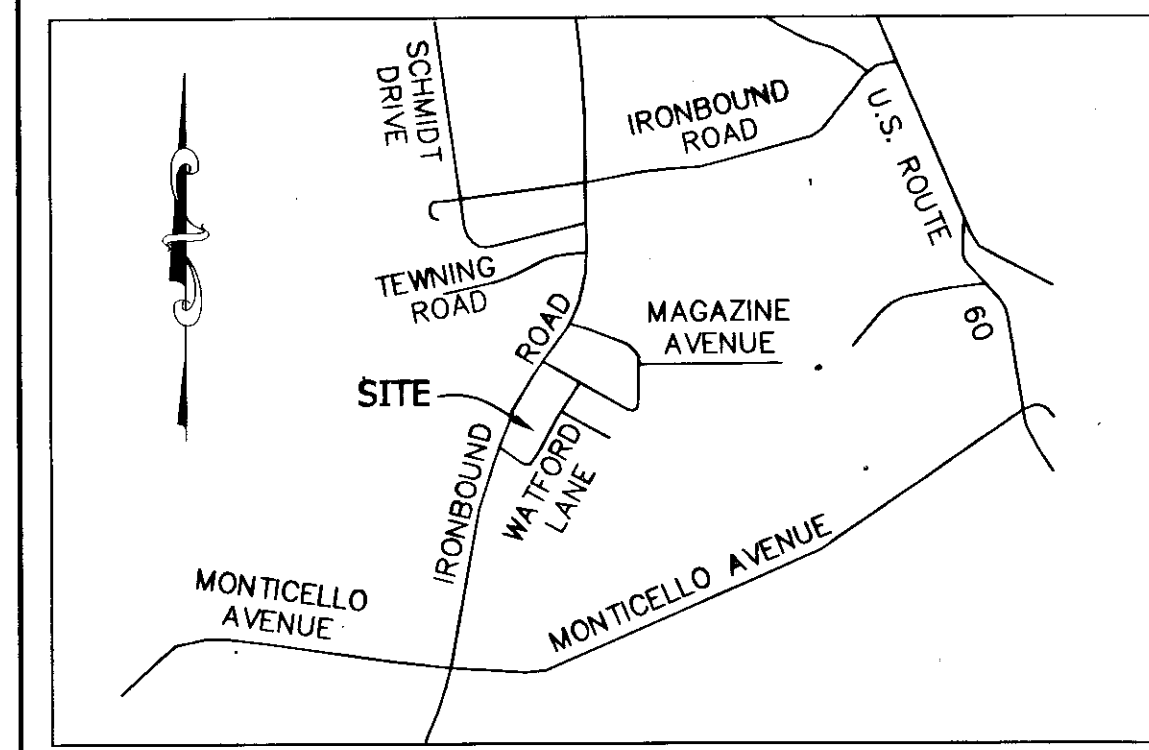 SCHMIDT
DRIVE
IRONBOUND
ROAD
U.S. ROUTE
60
TEWNING
ROAD
ROAD
MAGAZINE
AVENUE
SITE
IRONBOUND
WATFORD
LANE
MONTICELLO
AVENUE
MONTICELLO AVENUE